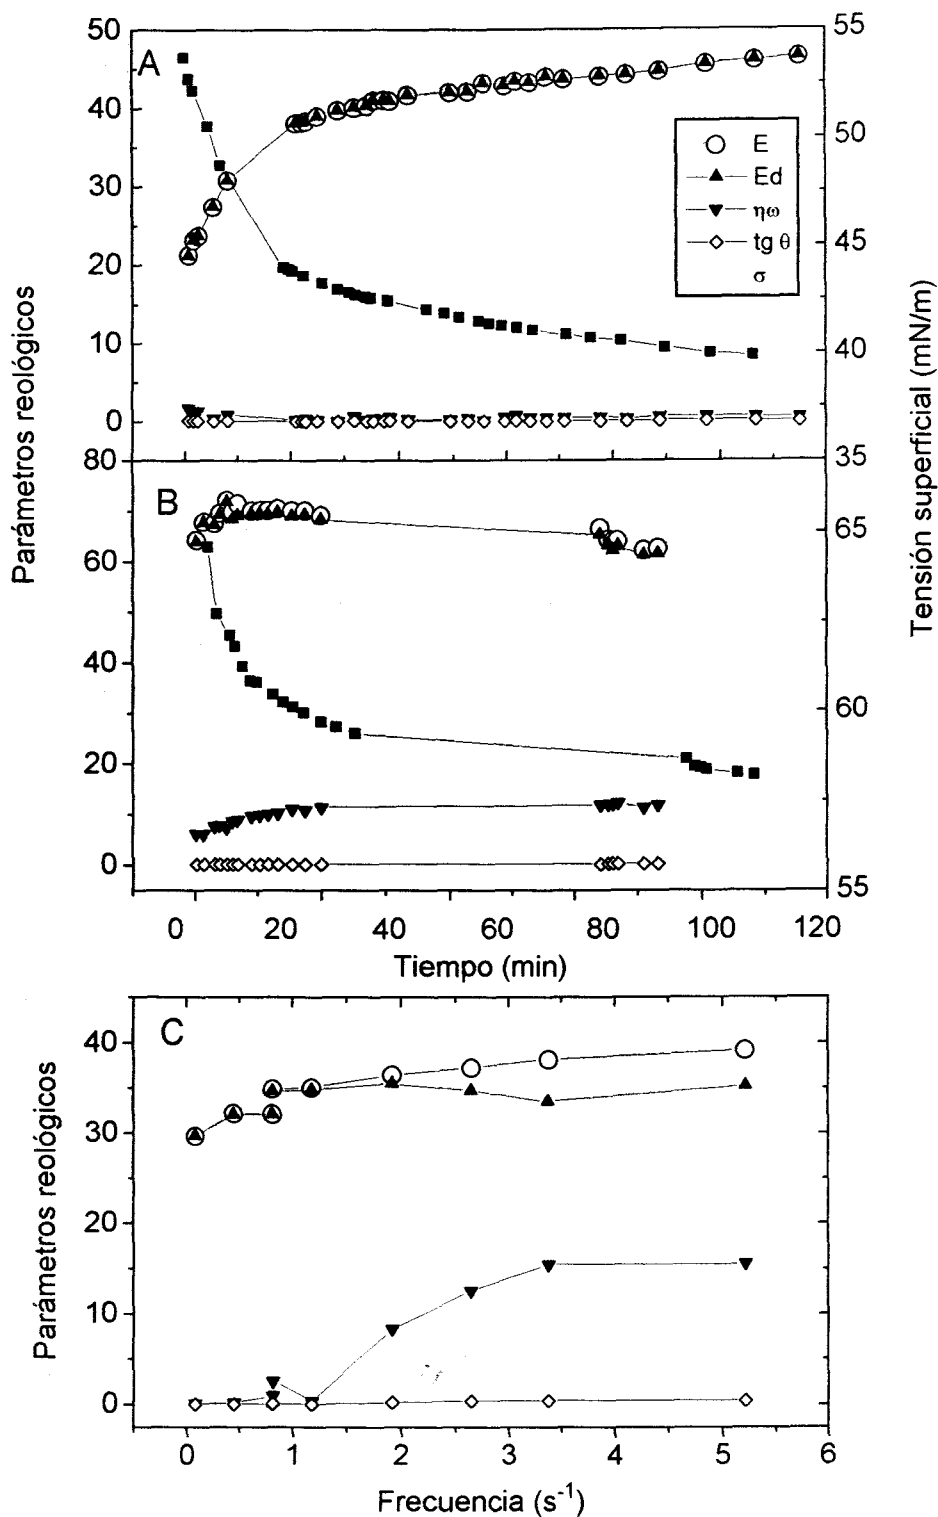 50
40
30
20
10
0
A
55
50
45
40
35
E
Ed
ηω
tg θ
σ
Parámetros reológicos
Tensión superficial (mN/m)
80
60
40
20
0
B
65
60
55
0 20 40 60 80 100 120
Tiempo (min)
C
40
30
20
10
0
Parámetros reológicos
0 1 2 3 4 5 6
Frecuencia (s-1)